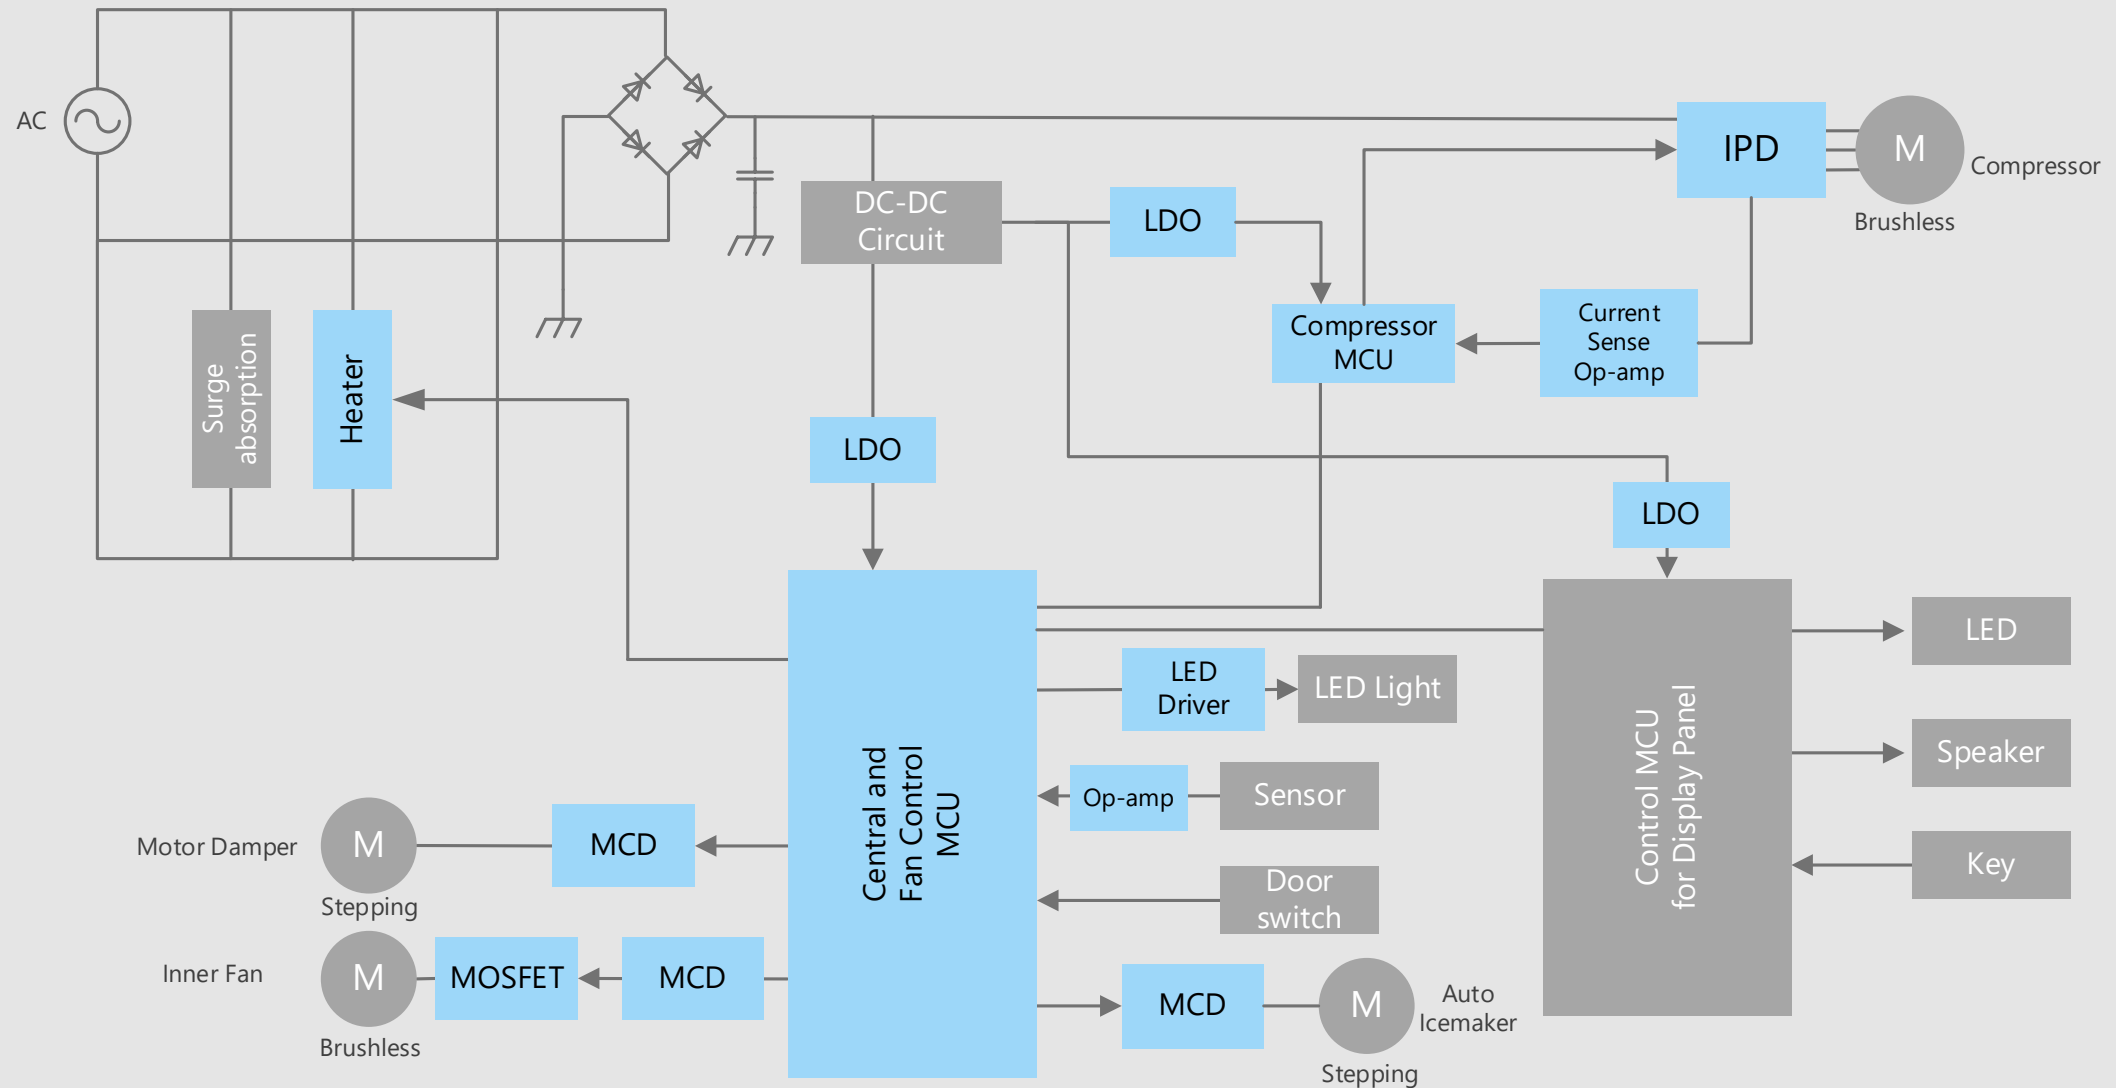 AC
IPD
M
Compressor
Brushless
DC-DC
Circuit
LDO
Current
Sense
Op-amp
Compressor
MCU
Surge
absorption
Heater
LDO
LDO
LED
Driver
LED Light
LED
Central and
Fan Control
MCU
Control MCU
for Display Panel
Speaker
Op-amp
Sensor
Motor Damper
M
MCD
Stepping
Door
switch
Key
Inner Fan
M
MOSFET
MCD
Brushless
MCD
M
Auto
Icemaker
Stepping